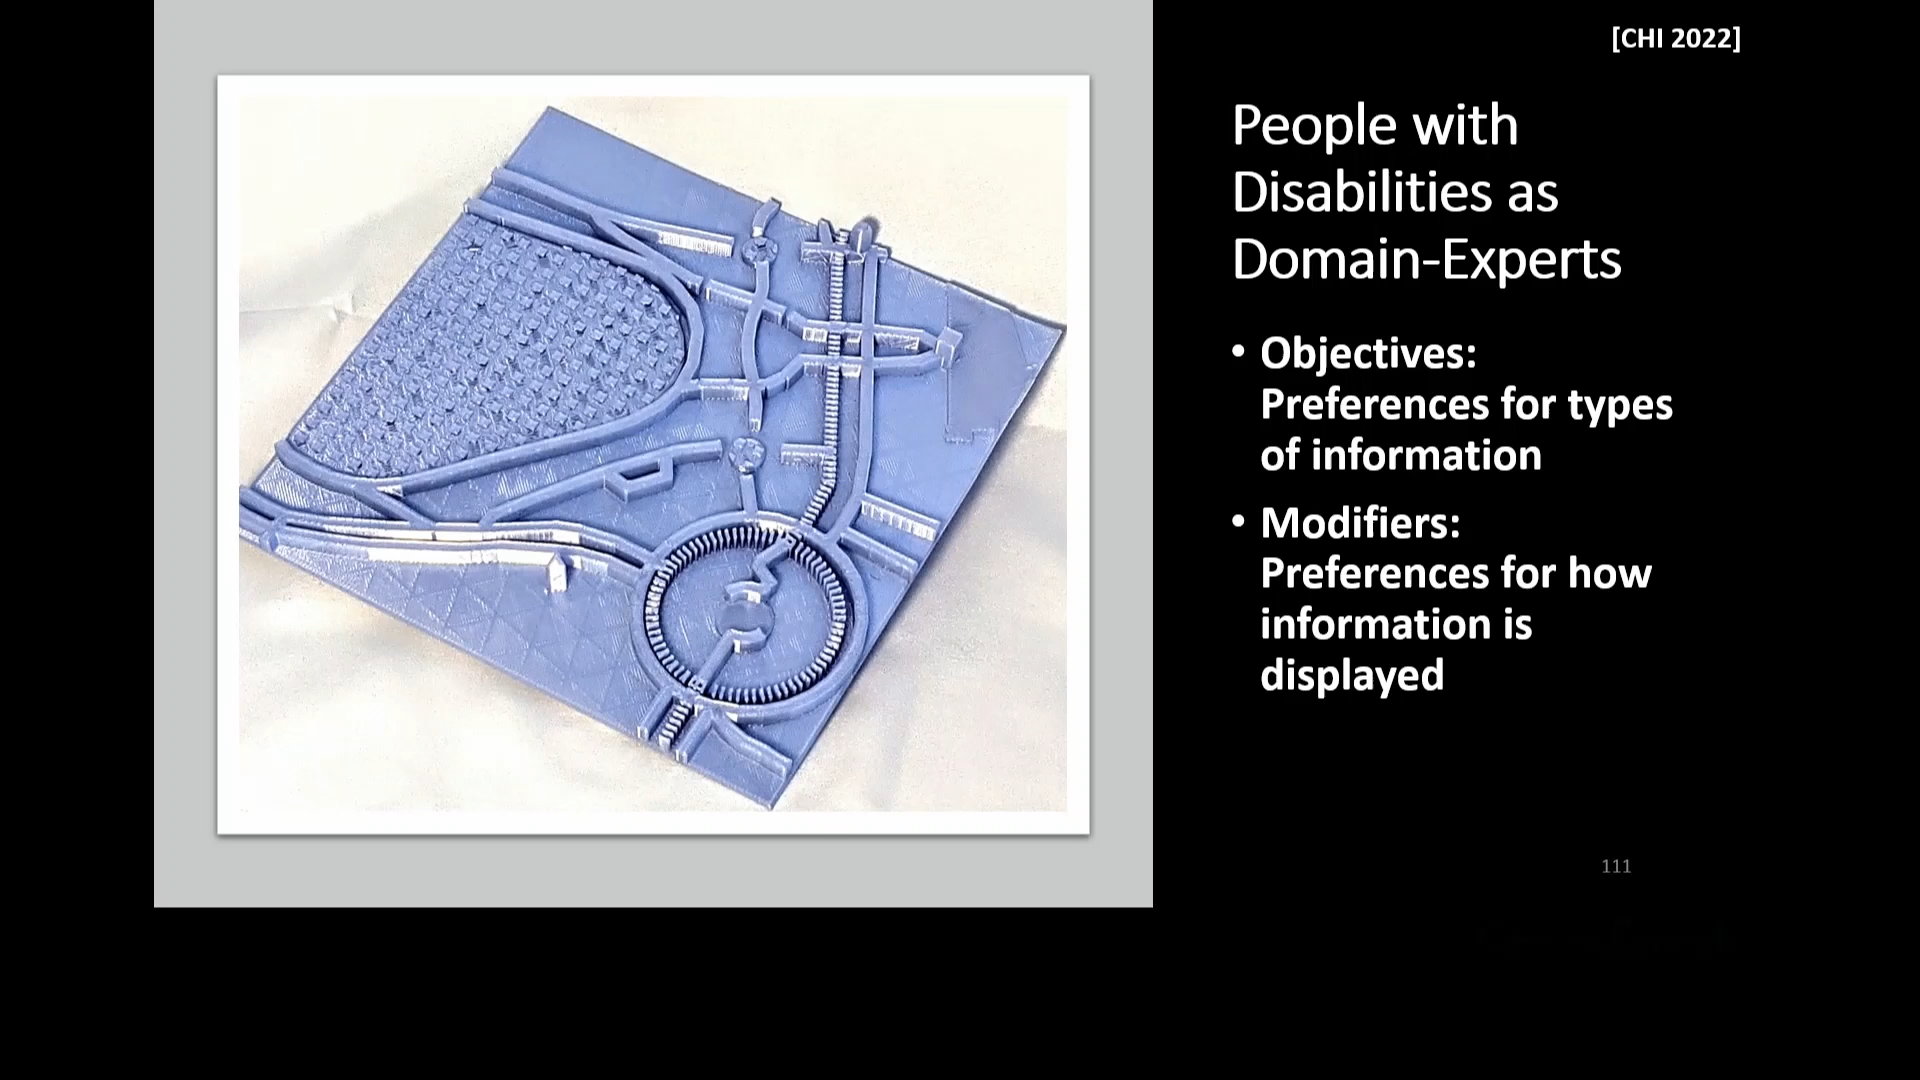 [CHI 2022]
People with
Disabilities as
Domain-Experts
• Objectives:
Preferences for types
of information
• Modifiers:
Preferences for how
information is
displayed
111